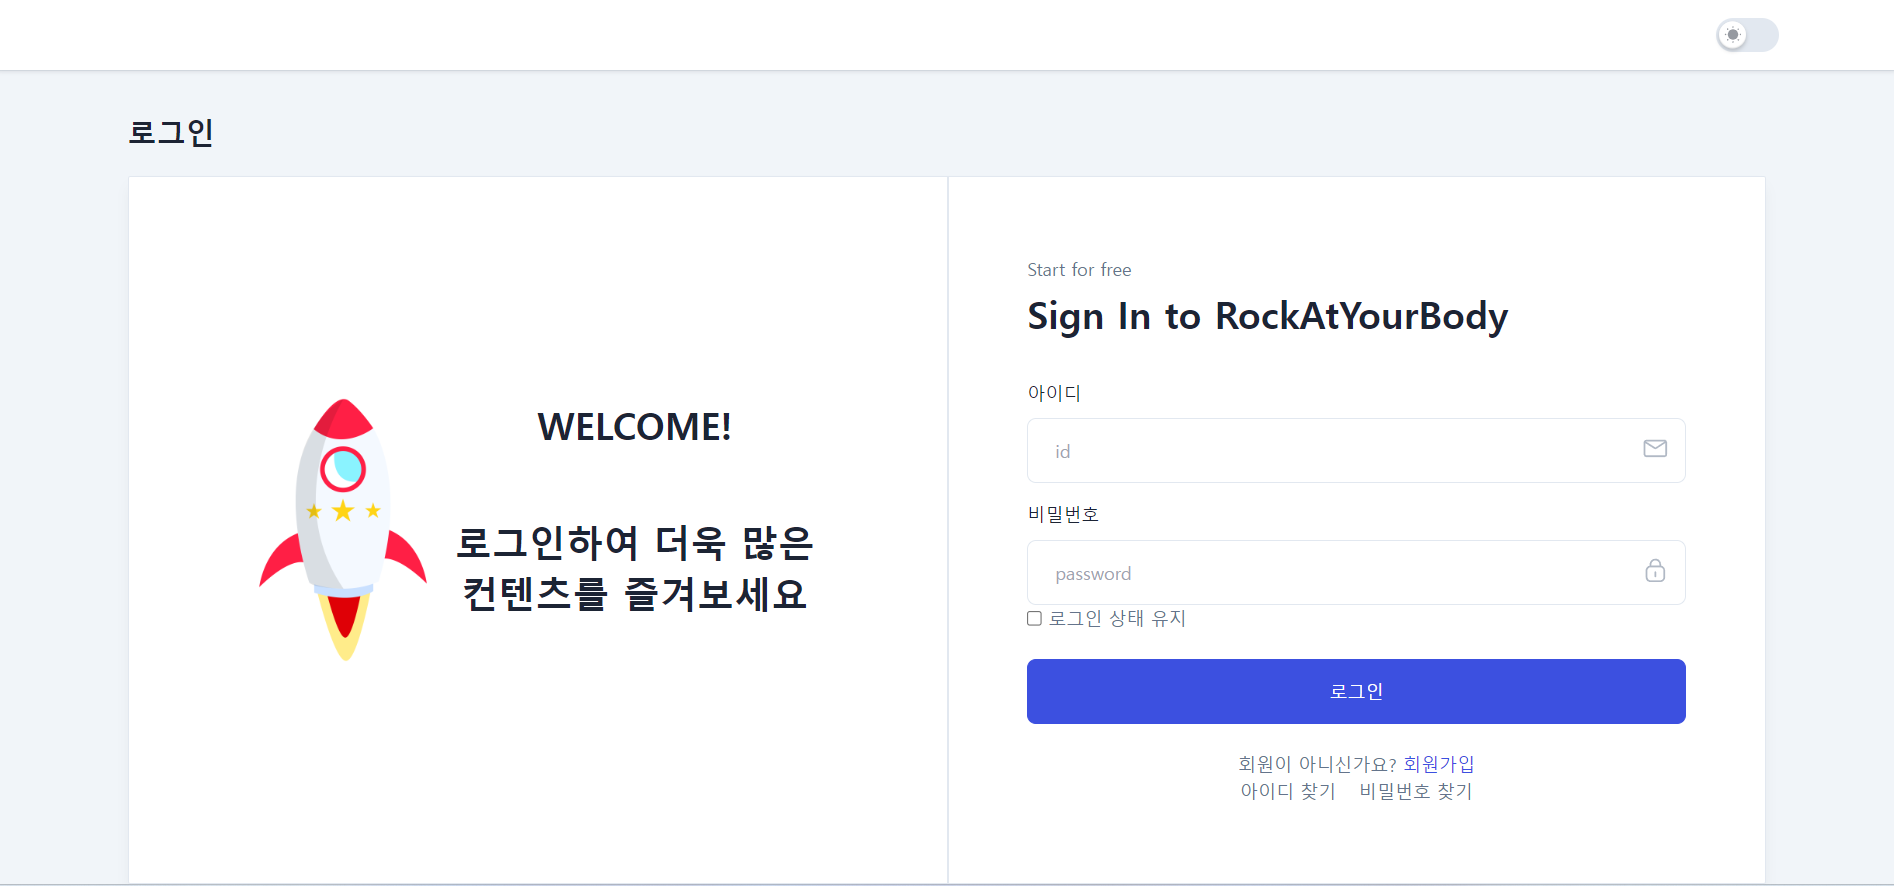 로그인
WELCOME!
로그인하여 더욱 많은
컨텐츠를 즐겨보세요
Start for free
Sign In to RockAtYourBody
아이디
id
비밀번호
password
로그인 상태 유지
로그인
회원이 아니신가요? 회원가입
아이디 찾기 비밀번호 찾기